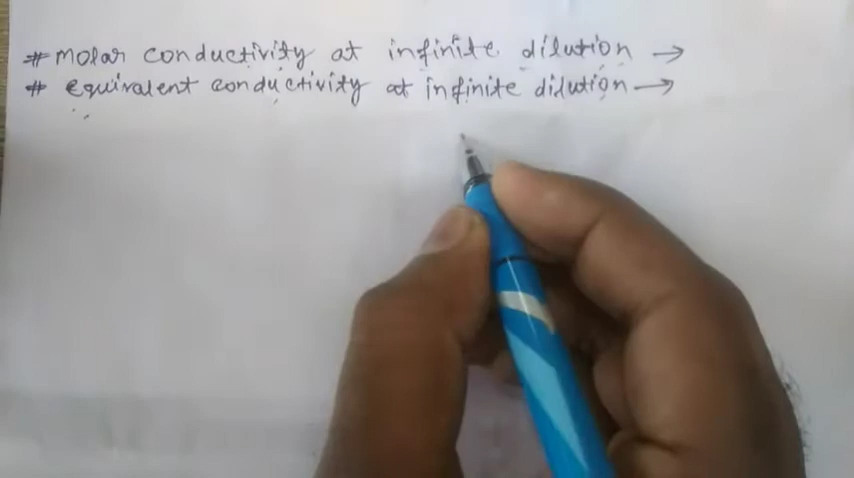 # molar conductivity at infinite dilution →
# equivalent conductivity at infinite dilution →